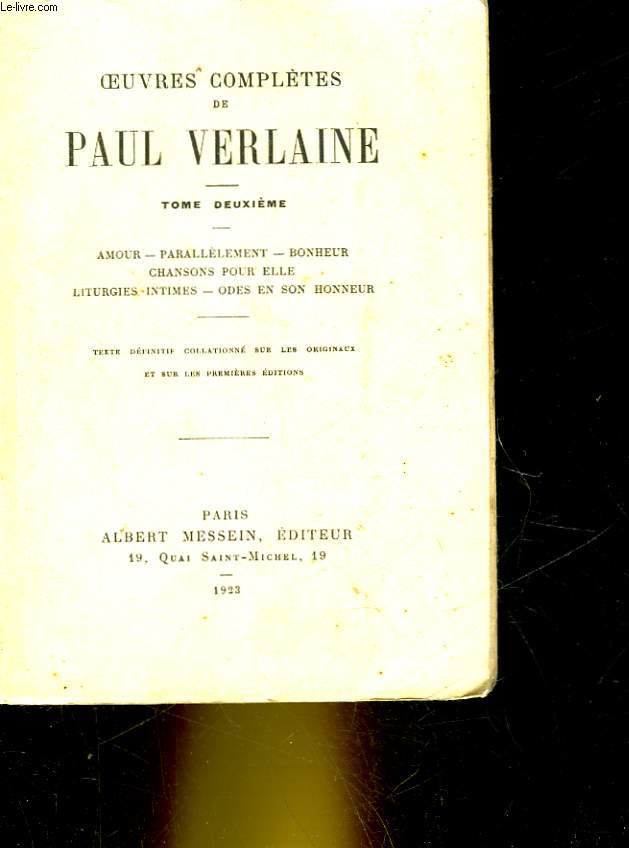 Le-livre.com
ŒUVRES COMPLÈTES
DE
PAUL VERLAINE
TOME DEUXIÈME
AMOUR — PARALLÈLEMENT — BONHEUR
CHANSONS POUR ELLE
LITURGIES INTIMES — ODES EN SON HONNEUR
TEXTE DÉFINITIF COLLATIONNÉ SUR LES ORIGINAUX
ET SUR LES PREMIÈRES ÉDITIONS
PARIS
ALBERT MESSEIN, ÉDITEUR
19, QUAI SAINT-MICHEL, 19
1923